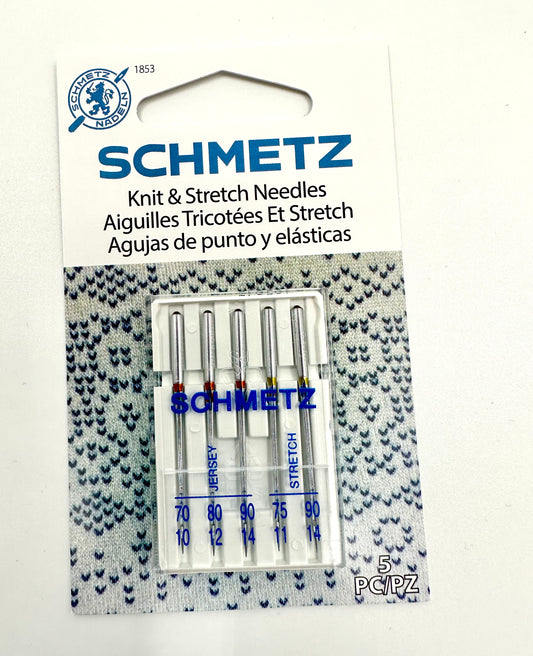 1853
SCHMETZ
NADELN
SCHMETZ
Knit & Stretch Needles
Aiguilles Tricotées Et Stretch
Agujas de punto y elásticas
SCHMETZ
JERSEY
STRETCH
70 80 90 75 90
10 12 14 11 14
5
PC/PZ